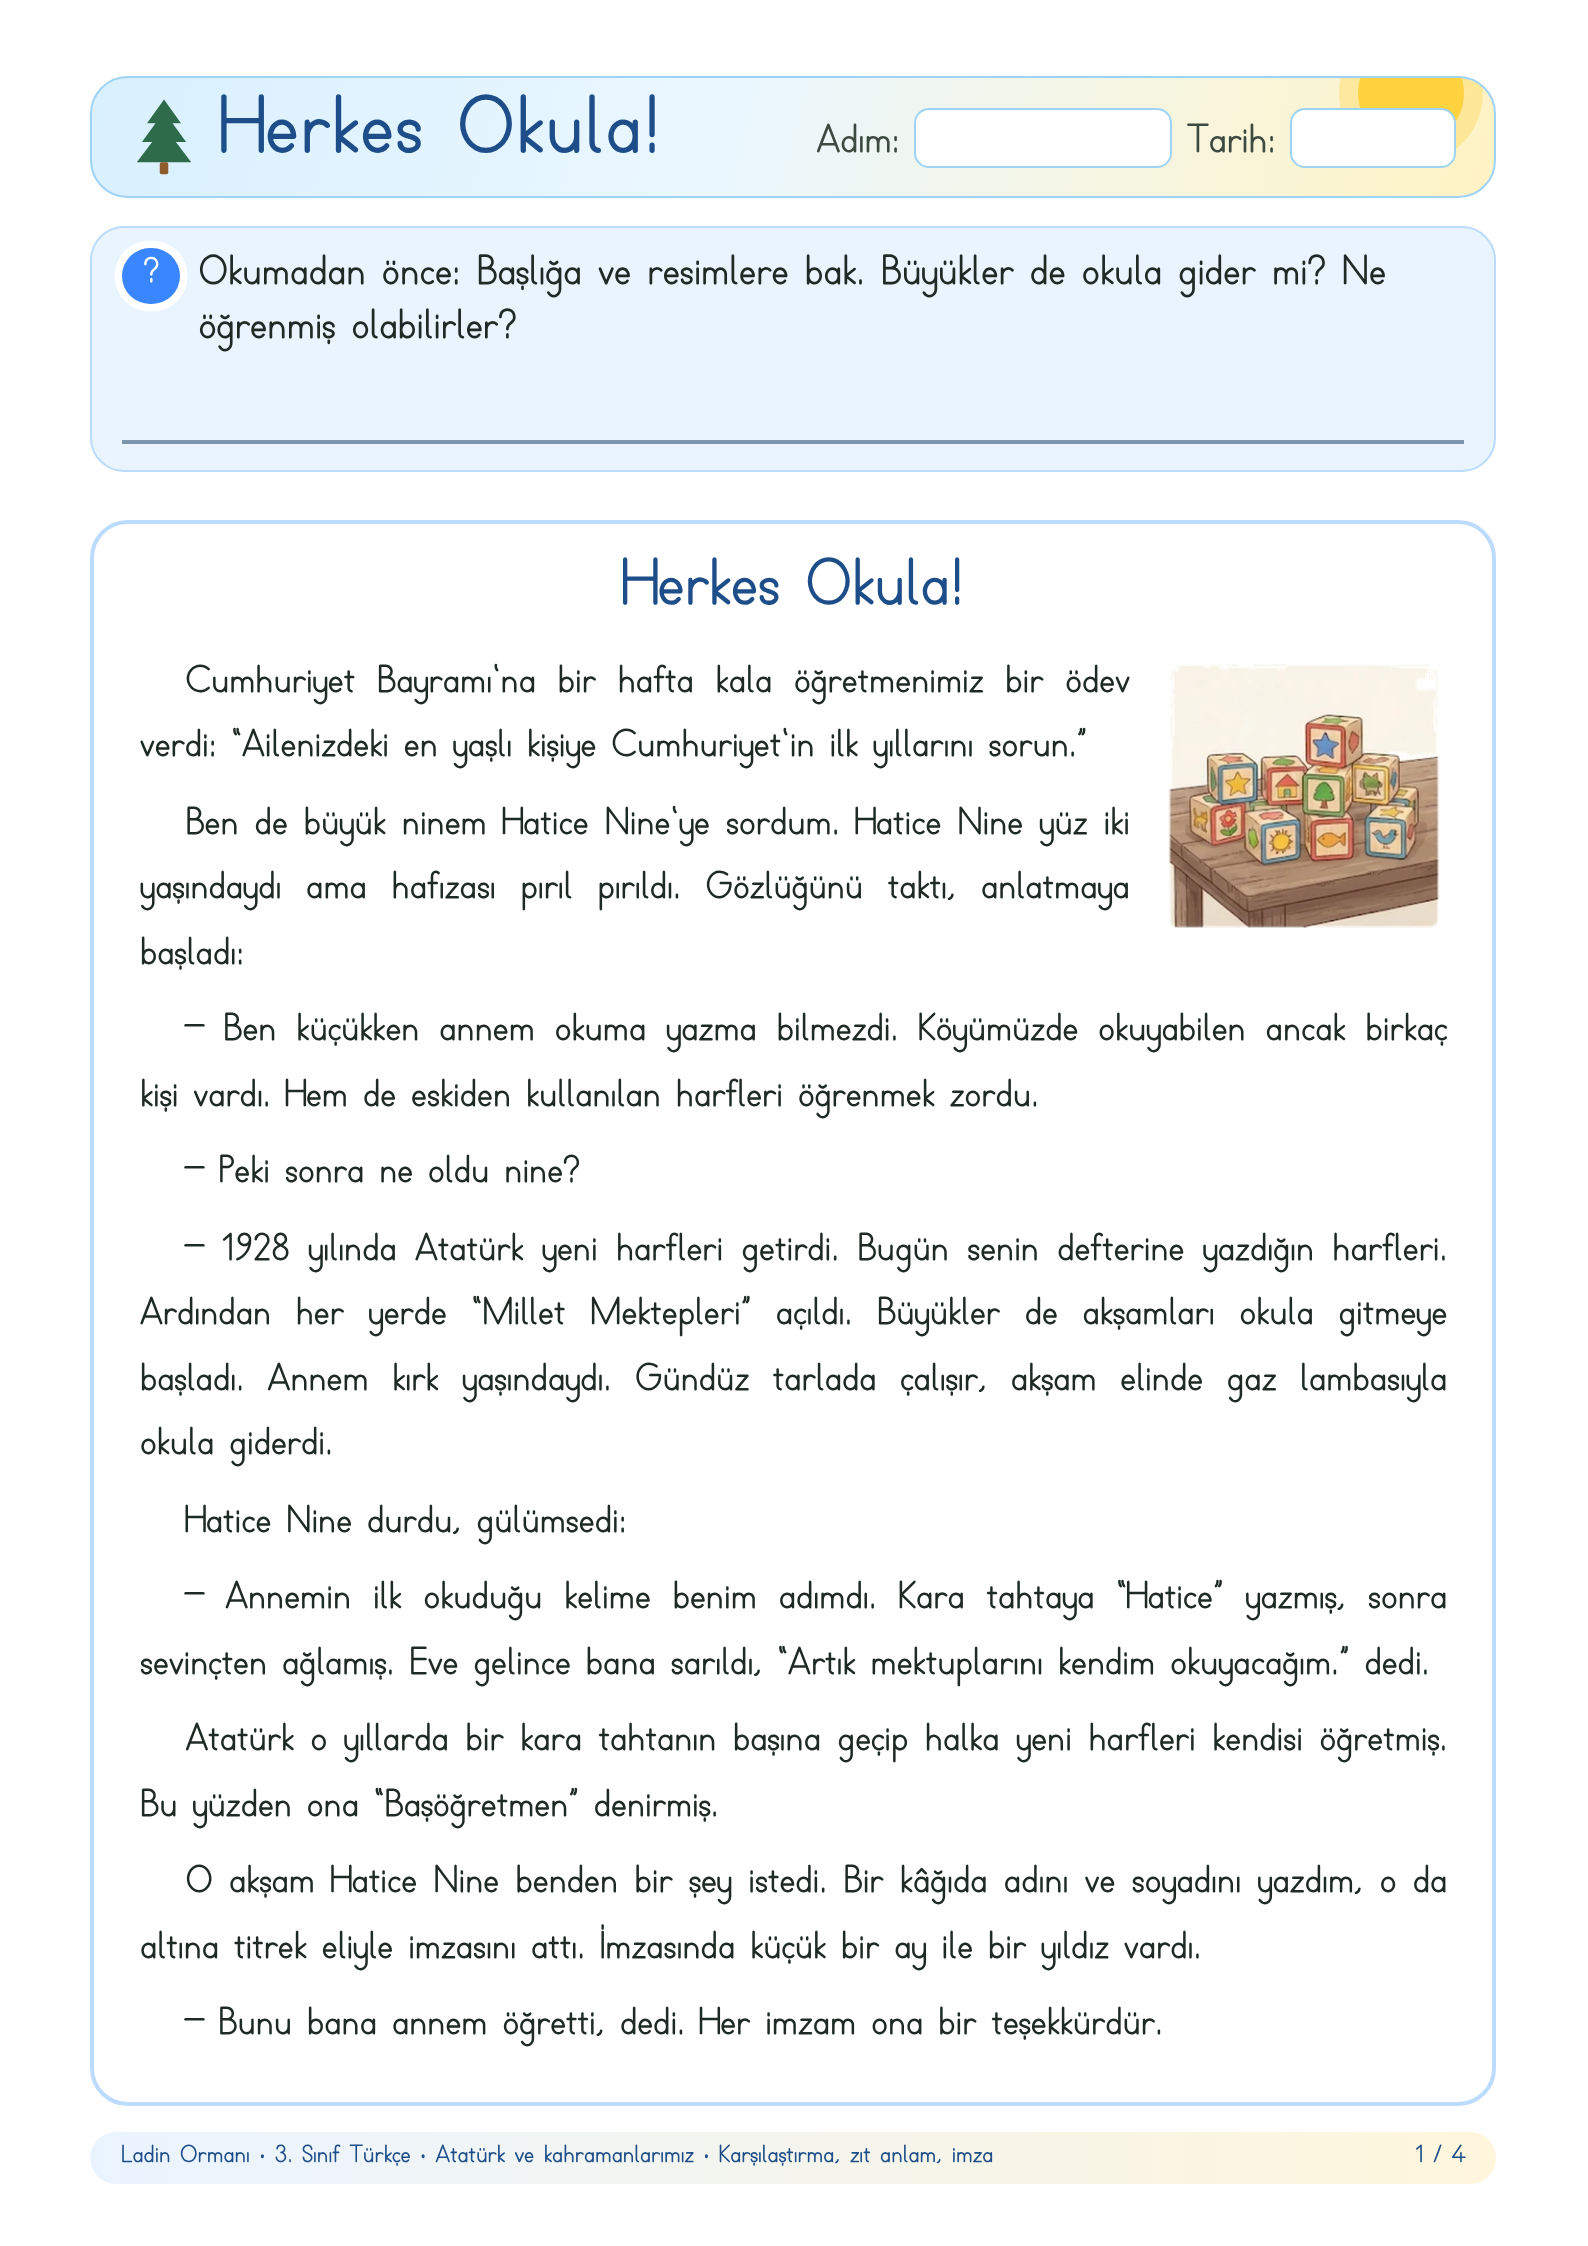 Herkes Okula!
Adım:
Tarih:
?
Okumadan önce: Başlığa ve resimlere bak. Büyükler de okula gider mi? Ne
öğrenmiş olabilirler?
Herkes Okula!
Cumhuriyet Bayramı'na bir hafta kala öğretmenimiz bir ödev
verdi: "Ailenizdeki en yaşlı kişiye Cumhuriyet'in ilk yıllarını sorun."
Ben de büyük ninem Hatice Nine'ye sordum. Hatice Nine yüz iki
yaşındaydı ama hafızası pırıl pırıldı. Gözlüğünü taktı, anlatmaya
başladı:
– Ben küçükken annem okuma yazma bilmezdi. Köyümüzde okuyabilen ancak birkaç
kişi vardı. Hem de eskiden kullanılan harfleri öğrenmek zordu.
– Peki sonra ne oldu nine?
– 1928 yılında Atatürk yeni harfleri getirdi. Bugün senin defterine yazdığın harfleri.
Ardından her yerde "Millet Mektepleri" açıldı. Büyükler de akşamları okula gitmeye
başladı. Annem kırk yaşındaydı. Gündüz tarlada çalışır, akşam elinde gaz lambasıyla
okula giderdi.
Hatice Nine durdu, gülümsedi:
– Annemin ilk okuduğu kelime benim adımdı. Kara tahtaya "Hatice" yazmış, sonra
sevinçten ağlamış. Eve gelince bana sarıldı, "Artık mektuplarını kendim okuyacağım." dedi.
Atatürk o yıllarda bir kara tahtanın başına geçip halka yeni harfleri kendisi öğretmiş.
Bu yüzden ona "Başöğretmen" denirmiş.
O akşam Hatice Nine benden bir şey istedi. Bir kâğıda adını ve soyadını yazdım, o da
altına titrek eliyle imzasını attı. İmzasında küçük bir ay ile bir yıldız vardı.
– Bunu bana annem öğretti, dedi. Her imzam ona bir teşekkürdür.
Ladin Ormanı • 3. Sınıf Türkçe • Atatürk ve kahramanlarımız • Karşılaştırma, zıt anlam, imza
1 / 4